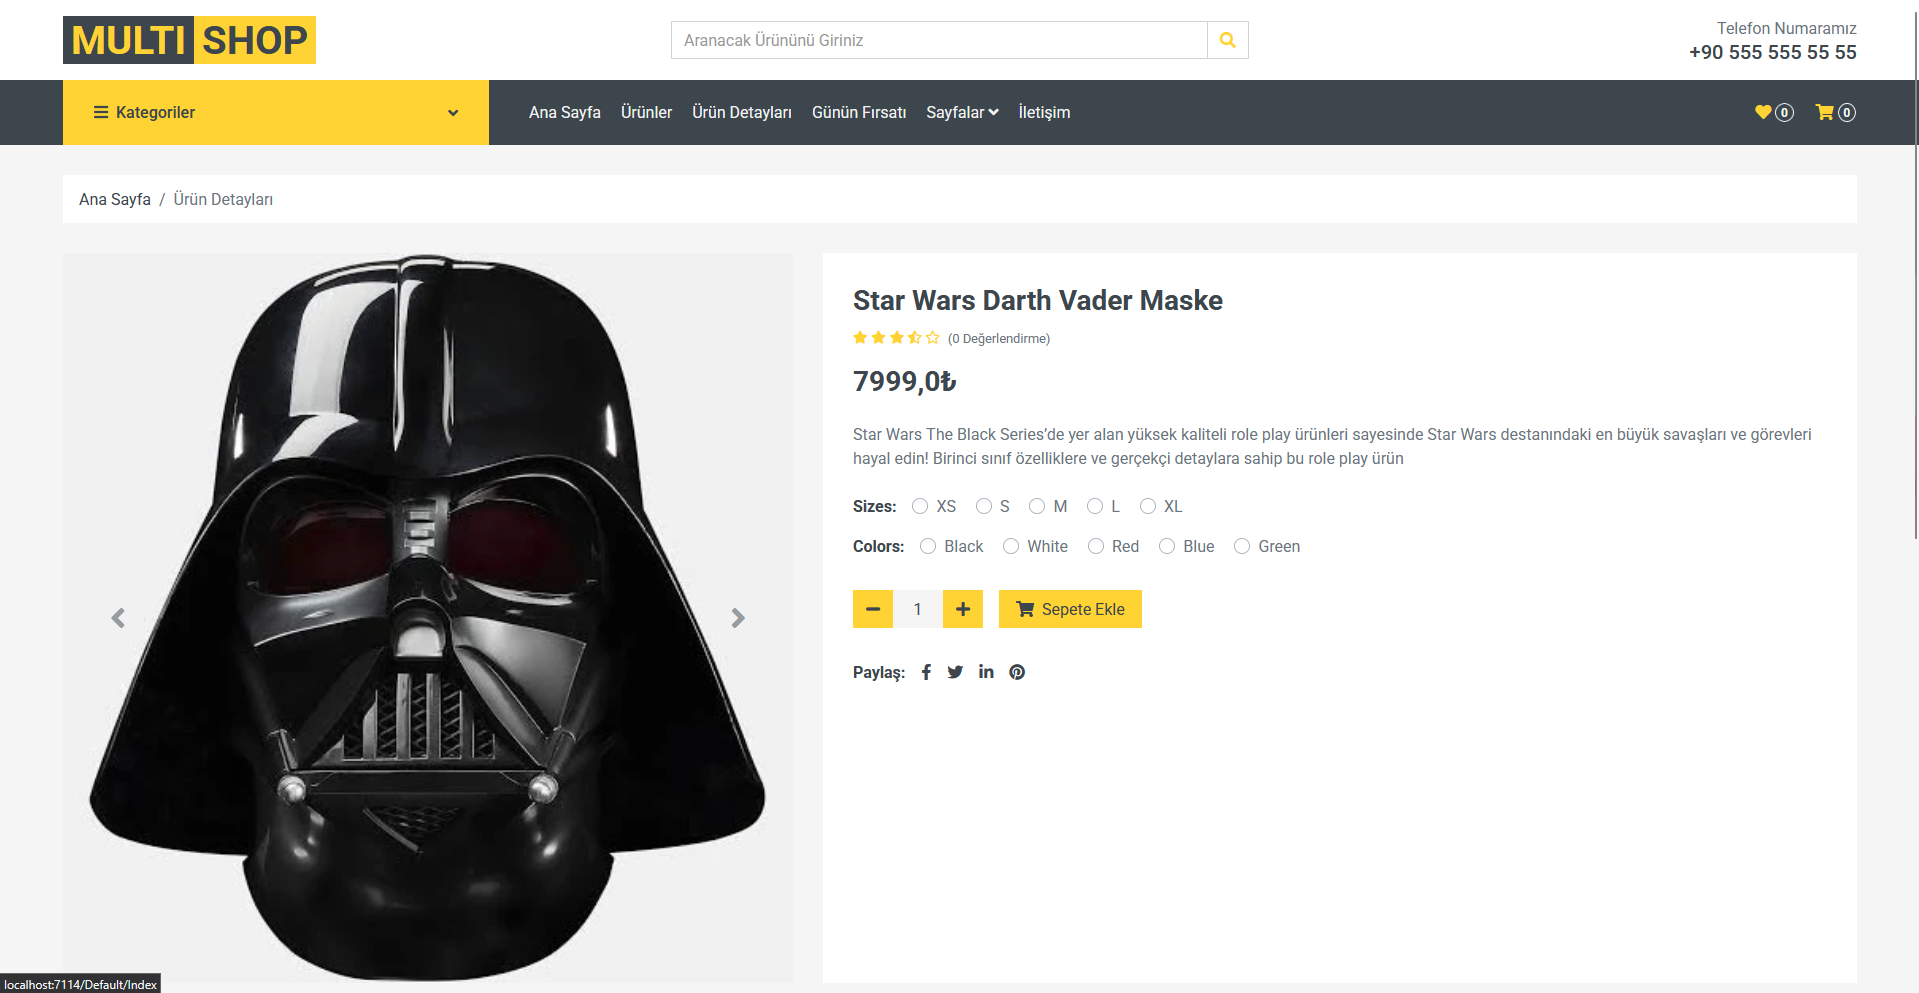 MULTI SHOP
Aranacak Ürününü Giriniz
Telefon Numaramız
+90 555 555 55 55
Kategoriler
Ana Sayfa Ürünler Ürün Detayları Günün Fırsatı Sayfalar İletişim
0 0
Ana Sayfa / Ürün Detayları
Star Wars Darth Vader Maske
(0 Değerlendirme)
7999,0₺
Star Wars The Black Series’de yer alan yüksek kaliteli role play ürünleri sayesinde Star Wars destanındaki en büyük savaşları ve görevleri
hayal edin! Birinci sınıf özelliklere ve gerçekçi detaylara sahip bu role play ürün
Sizes: XS S M L XL
Colors: Black White Red Blue Green
1 Sepete Ekle
Paylaş:
localhost:7114/Default/Index